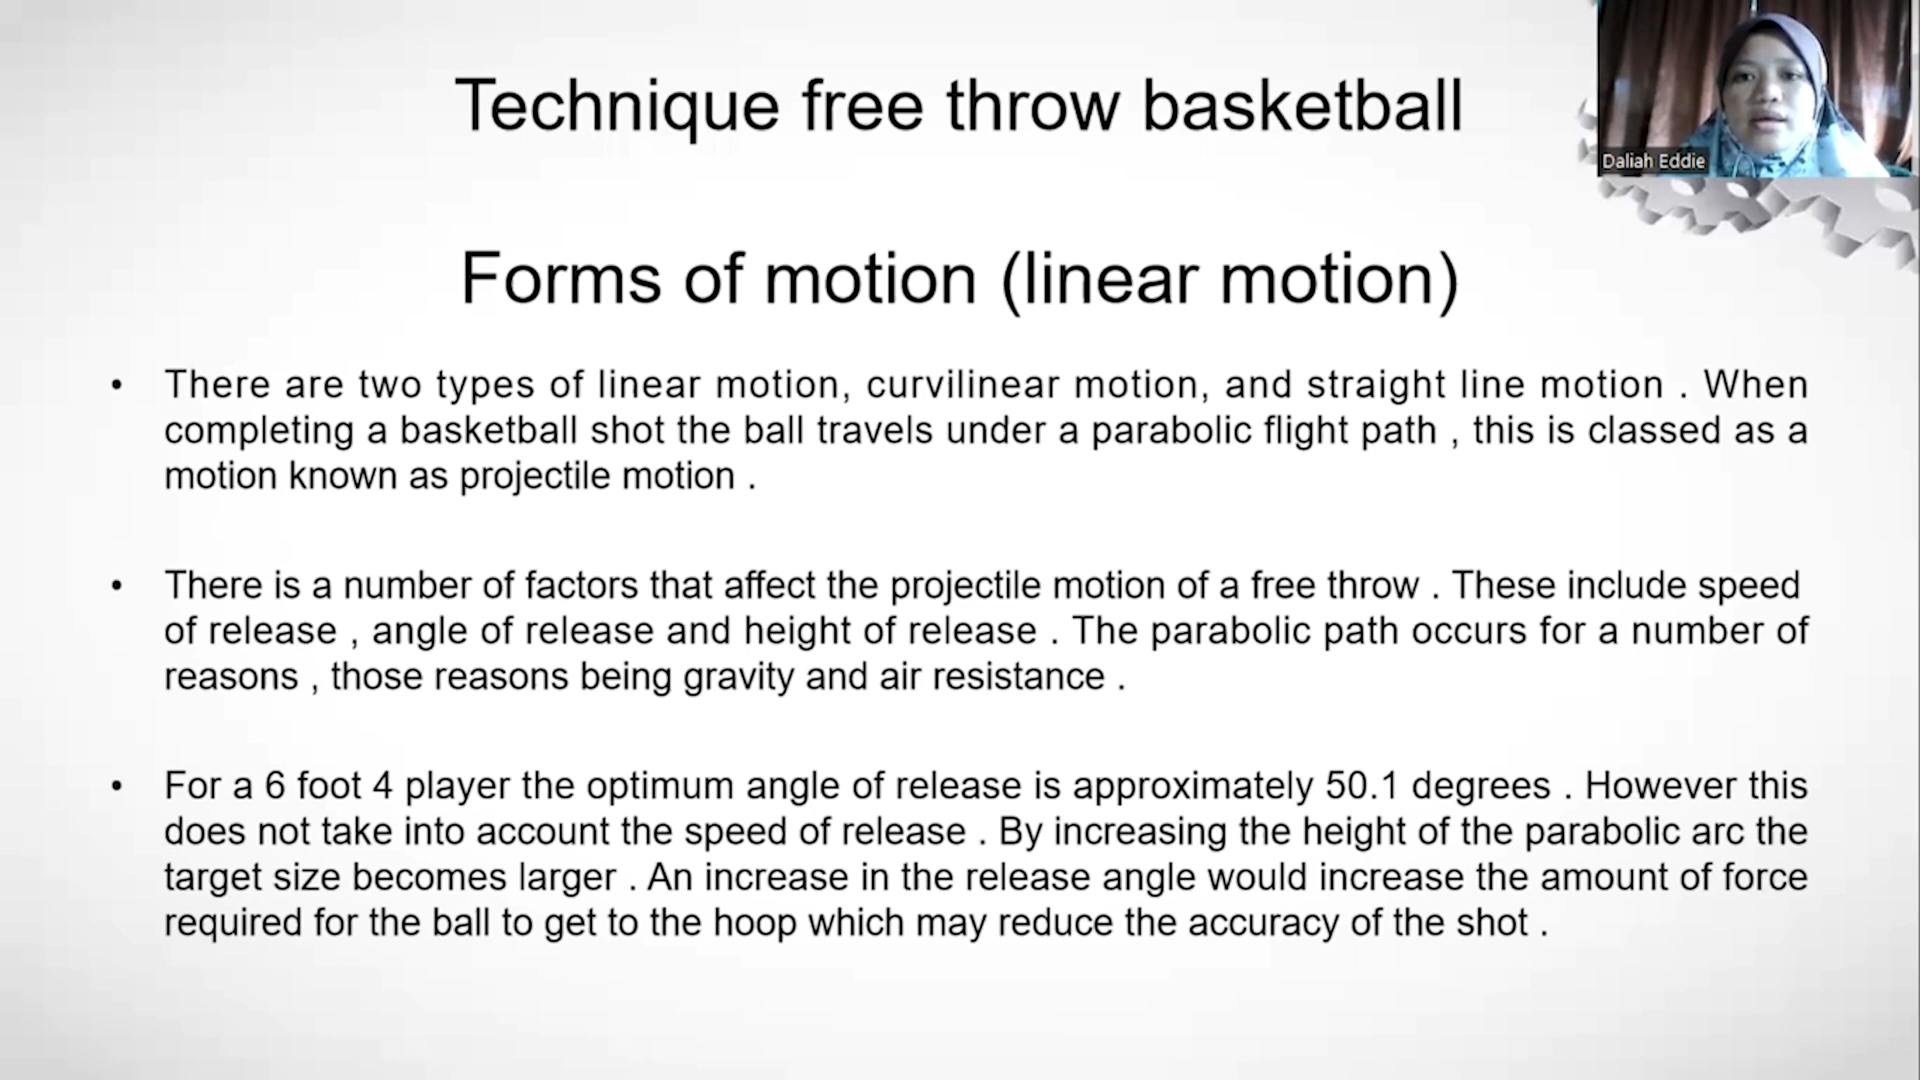 Technique free throw basketball
Daliah Eddie
Forms of motion (linear motion)
• There are two types of linear motion, curvilinear motion, and straight line motion . When
completing a basketball shot the ball travels under a parabolic flight path , this is classed as a
motion known as projectile motion .
• There is a number of factors that affect the projectile motion of a free throw . These include speed
of release , angle of release and height of release . The parabolic path occurs for a number of
reasons , those reasons being gravity and air resistance .
• For a 6 foot 4 player the optimum angle of release is approximately 50.1 degrees . However this
does not take into account the speed of release . By increasing the height of the parabolic arc the
target size becomes larger . An increase in the release angle would increase the amount of force
required for the ball to get to the hoop which may reduce the accuracy of the shot .